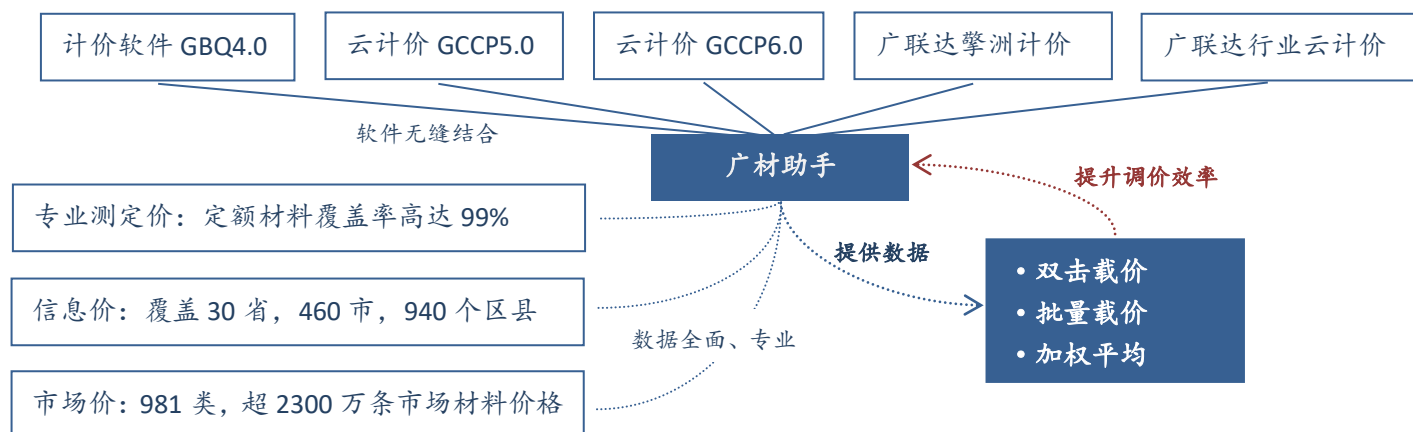 计价软件 GBQ4.0
云计价 GCCP5.0
云计价 GCCP6.0
广联达擎洲计价
广联达行业云计价
软件无缝结合
广材助手
提升调价效率
专业测定价：定额材料覆盖率高达 99%
提供数据
• 双击载价
• 批量载价
• 加权平均
信息价：覆盖 30 省，460 市，940 个区县
数据全面、专业
市场价：981 类，超 2300 万条市场材料价格